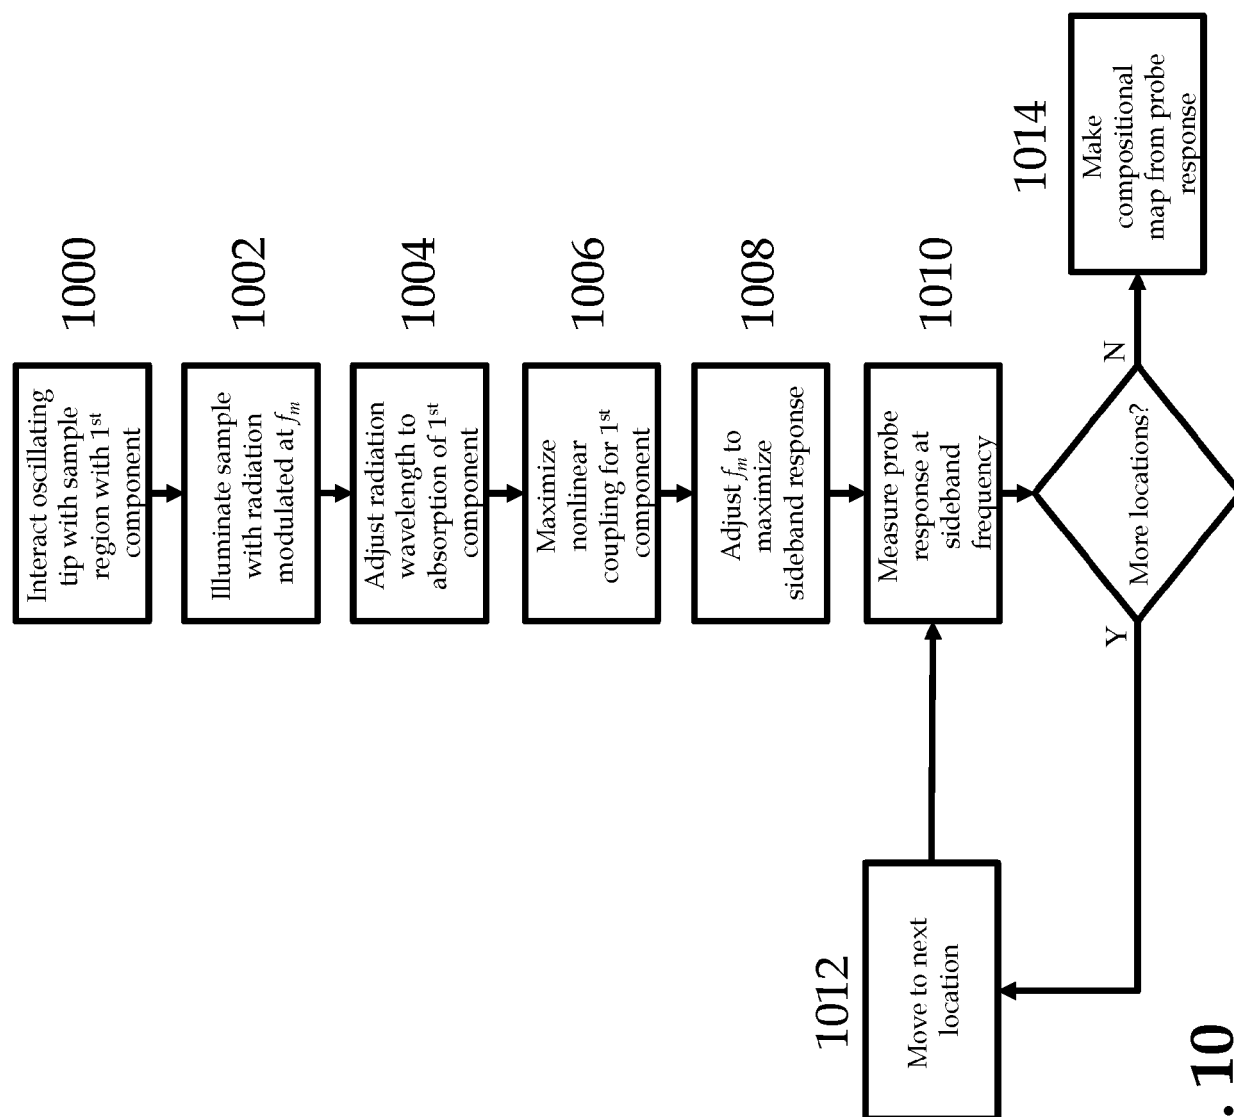 1000
Interact oscillating
tip with sample
region with 1st
component
1002
Illuminate sample
with radiation
modulated at fm
1004
Adjust radiation
wavelength to
absorption of 1st
component
1006
Maximize
nonlinear
coupling for 1st
component
1008
Adjust fm to
maximize
sideband response
1010
Measure probe
response at
sideband
frequency
More locations?
Y
N
1012
Move to next
location
1014
Make
compositional
map from probe
response
. 10